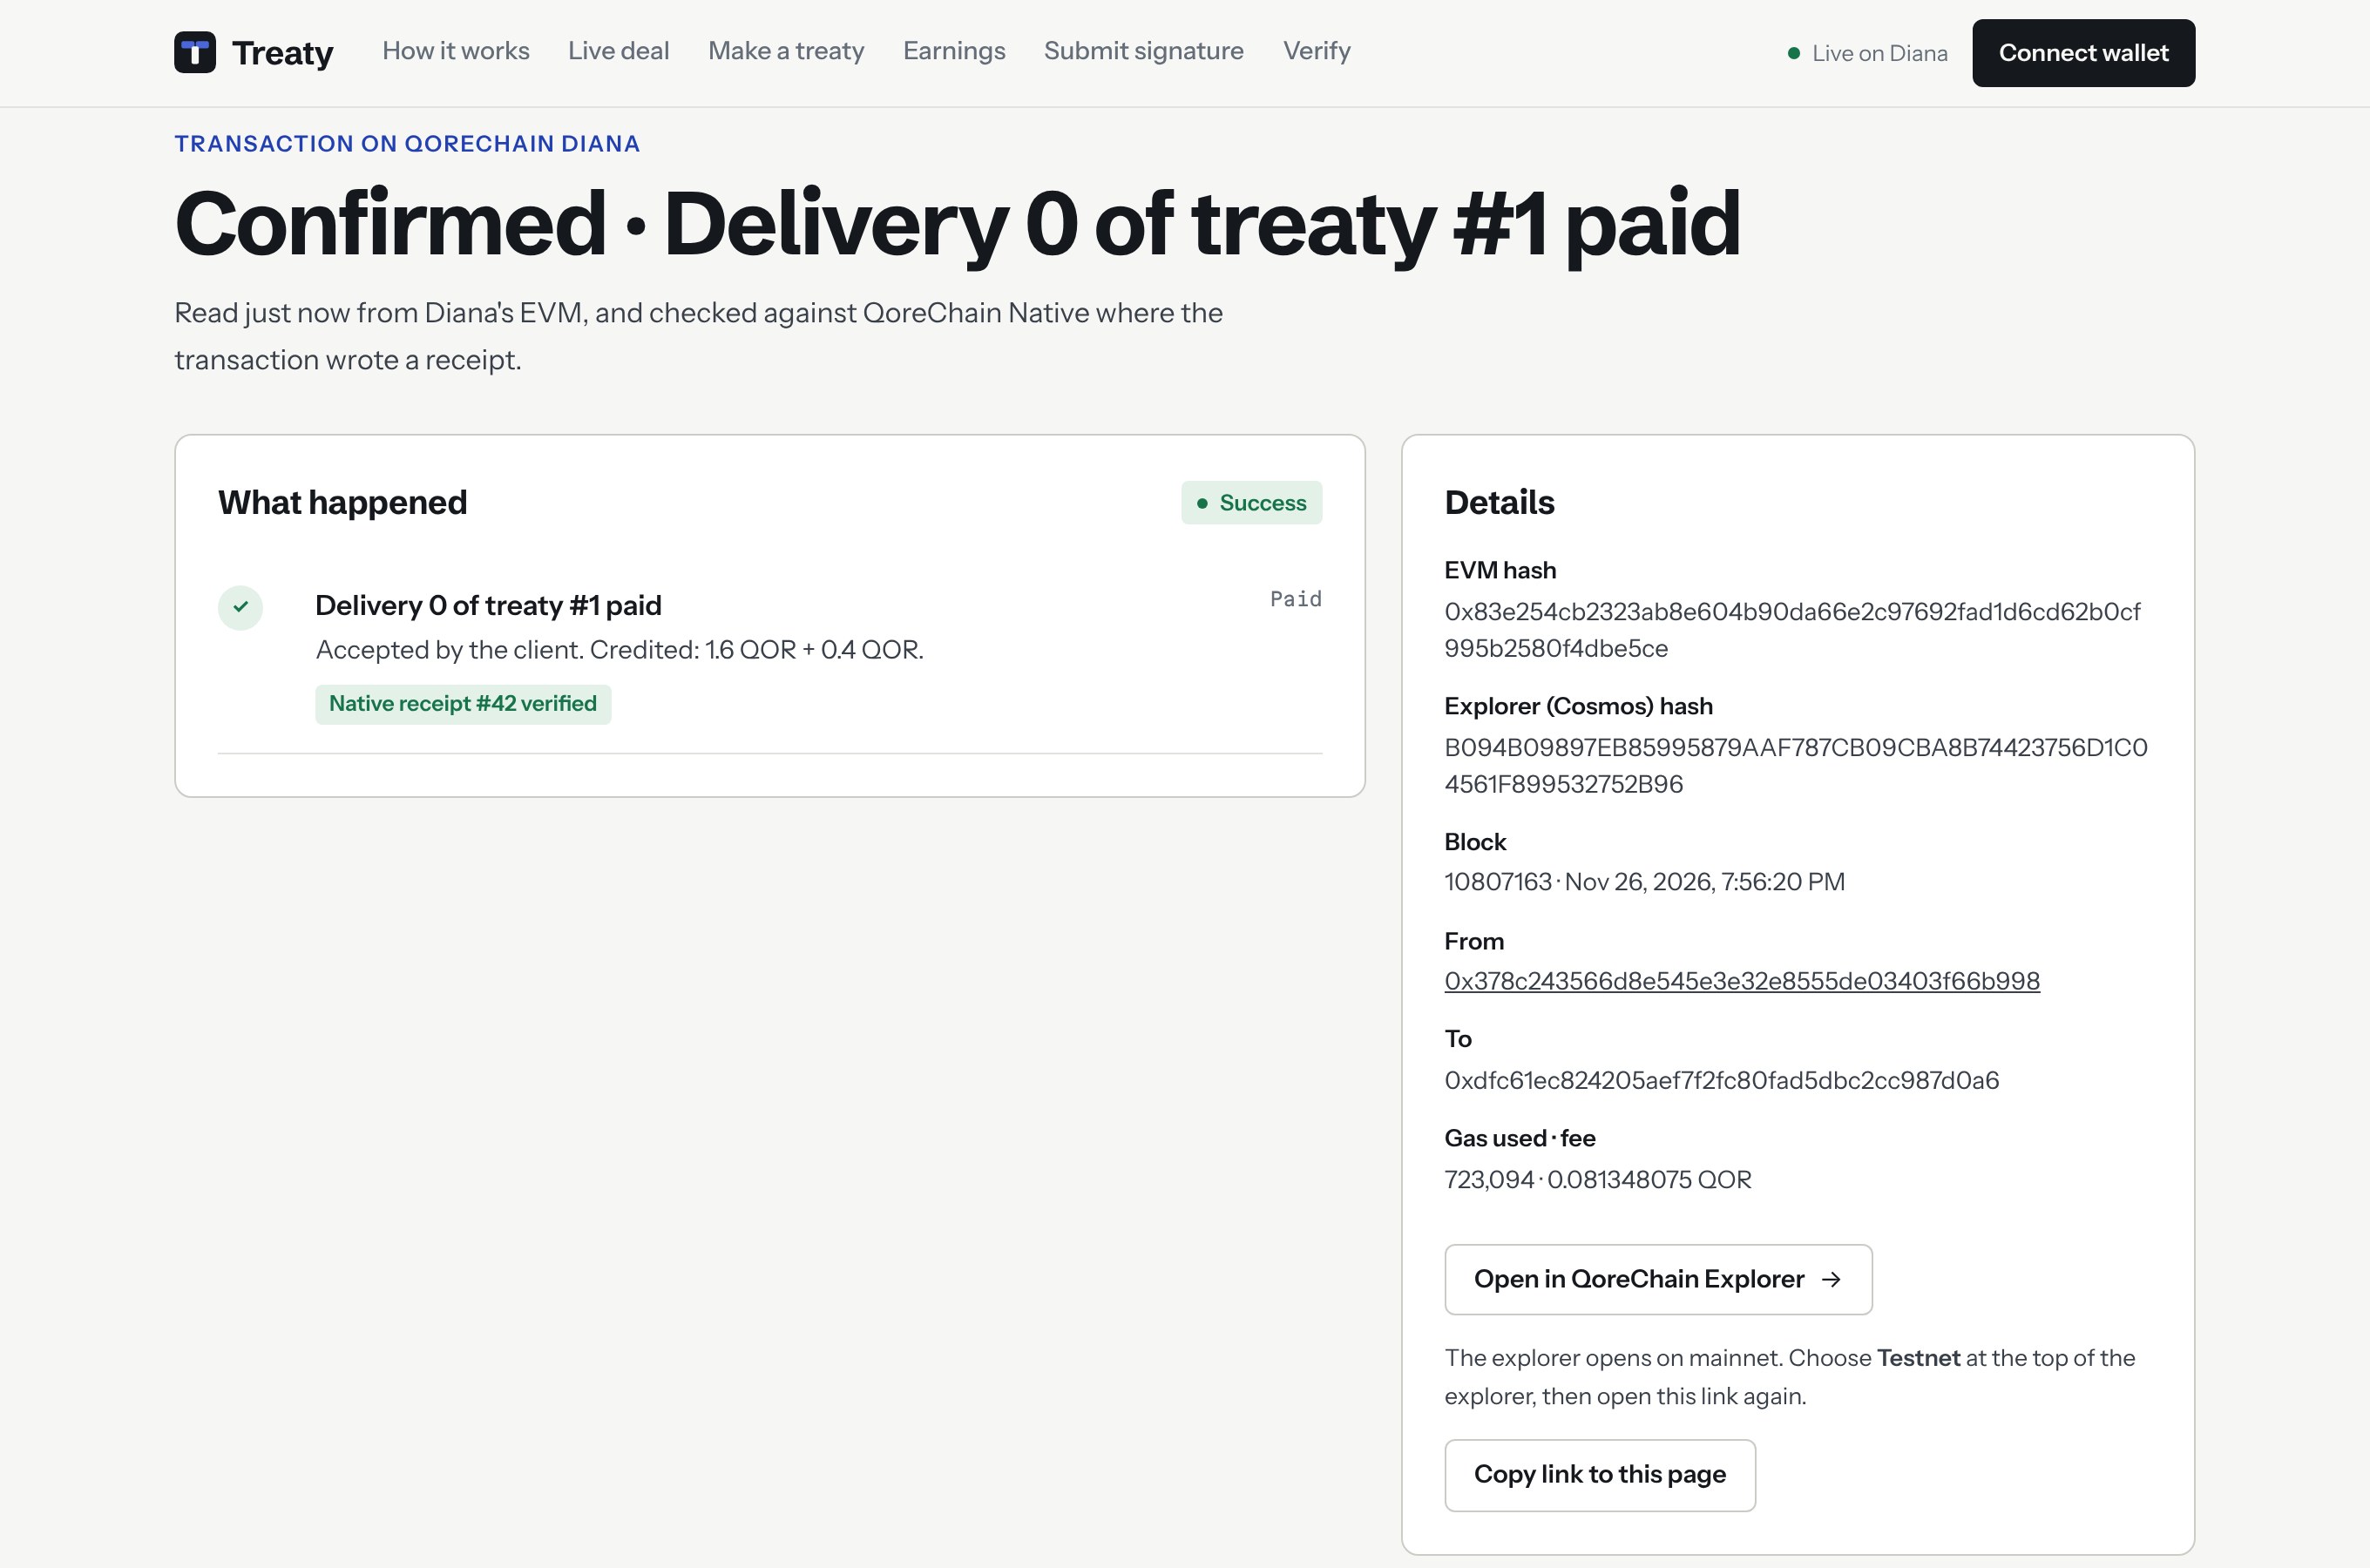 Treaty
How it works
Live deal
Make a treaty
Earnings
Submit signature
Verify
Live on Diana
Connect wallet
TRANSACTION ON QORECHAIN DIANA
Confirmed · Delivery 0 of treaty #1 paid
Read just now from Diana's EVM, and checked against QoreChain Native where the
transaction wrote a receipt.
What happened
Success
Delivery 0 of treaty #1 paid
Paid
Accepted by the client. Credited: 1.6 QOR + 0.4 QOR.
Native receipt #42 verified
Details
EVM hash
0x83e254cb2323ab8e604b90da66e2c97692fad1d6cd62b0cf
995b2580f4dbe5ce
Explorer (Cosmos) hash
B094B09897EB85995879AAF787CB09CBA8B74423756D1C0
4561F899532752B96
Block
10807163 · Nov 26, 2026, 7:56:20 PM
From
0x378c243566d8e545e3e32e8555de03403f66b998
To
0xdfc61ec824205aef7f2fc80fad5dbc2cc987d0a6
Gas used · fee
723,094 · 0.081348075 QOR
Open in QoreChain Explorer →
The explorer opens on mainnet. Choose Testnet at the top of the
explorer, then open this link again.
Copy link to this page